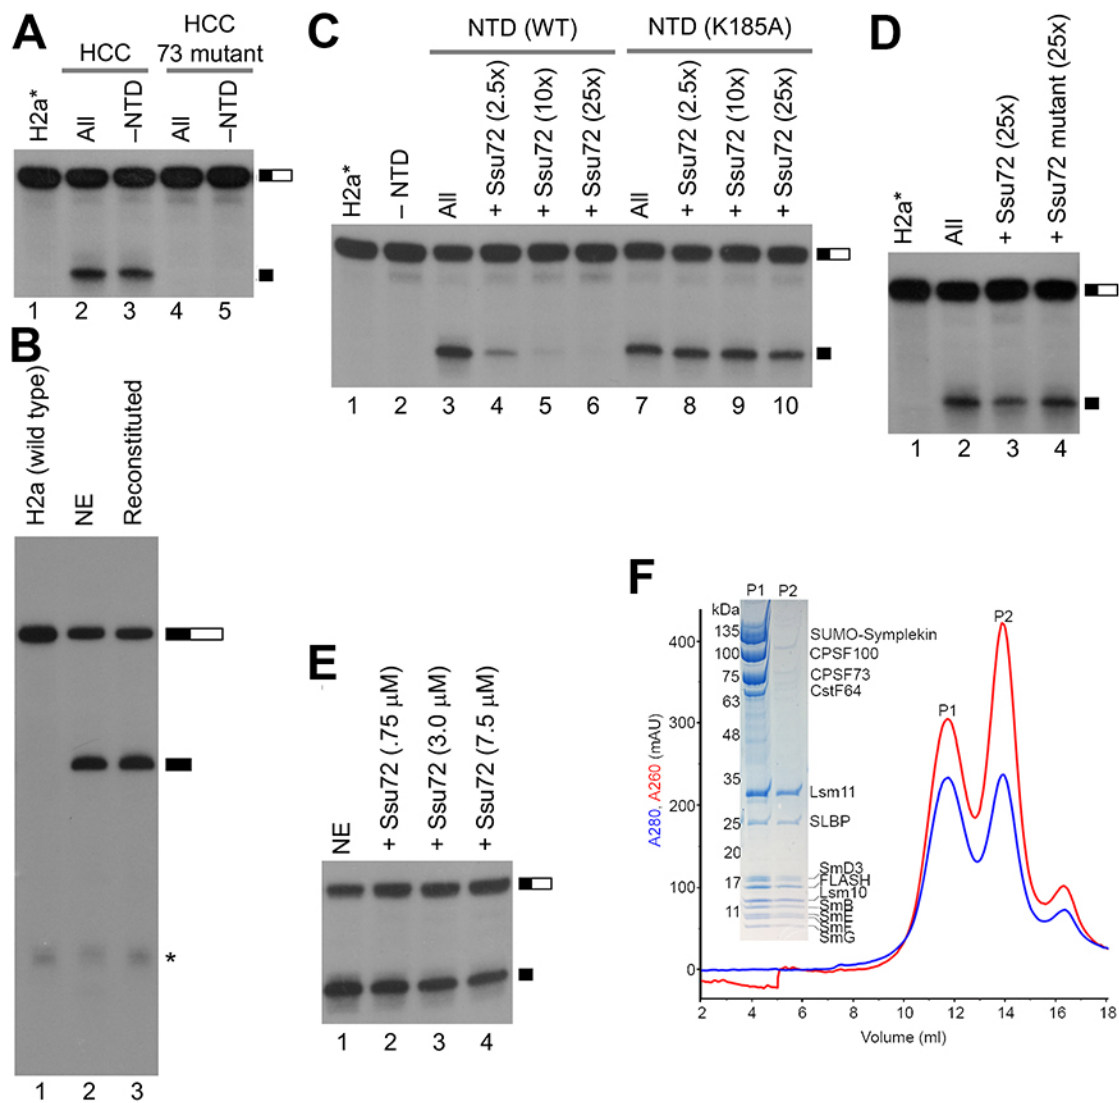 A
HCC
HCC
73 mutant
H2a*
All
–NTD
All
–NTD
1 2 3 4 5
B
H2a (wild type)
NE
Reconstituted
*
1 2 3
C
NTD (WT)
NTD (K185A)
H2a*
– NTD
All
+ Ssu72 (2.5x)
+ Ssu72 (10x)
+ Ssu72 (25x)
All
+ Ssu72 (2.5x)
+ Ssu72 (10x)
+ Ssu72 (25x)
1 2 3 4 5 6 7 8 9 10
D
H2a*
All
+ Ssu72 (25x)
+ Ssu72 mutant (25x)
1 2 3 4
E
NE
+ Ssu72 (.75 μM)
+ Ssu72 (3.0 μM)
+ Ssu72 (7.5 μM)
1 2 3 4
F
P1 P2
kDa
135
100
75
63
48
35
25
20
17
11
SUMO-Symplekin
CPSF100
CPSF73
CstF64
Lsm11
SLBP
SmD3
FLASH
Lsm10
SmB
SmE
SmF
SmG
P1
P2
A280, A260 (mAU)
400
300
200
100
0
2 4 6 8 10 12 14 16 18
Volume (ml)